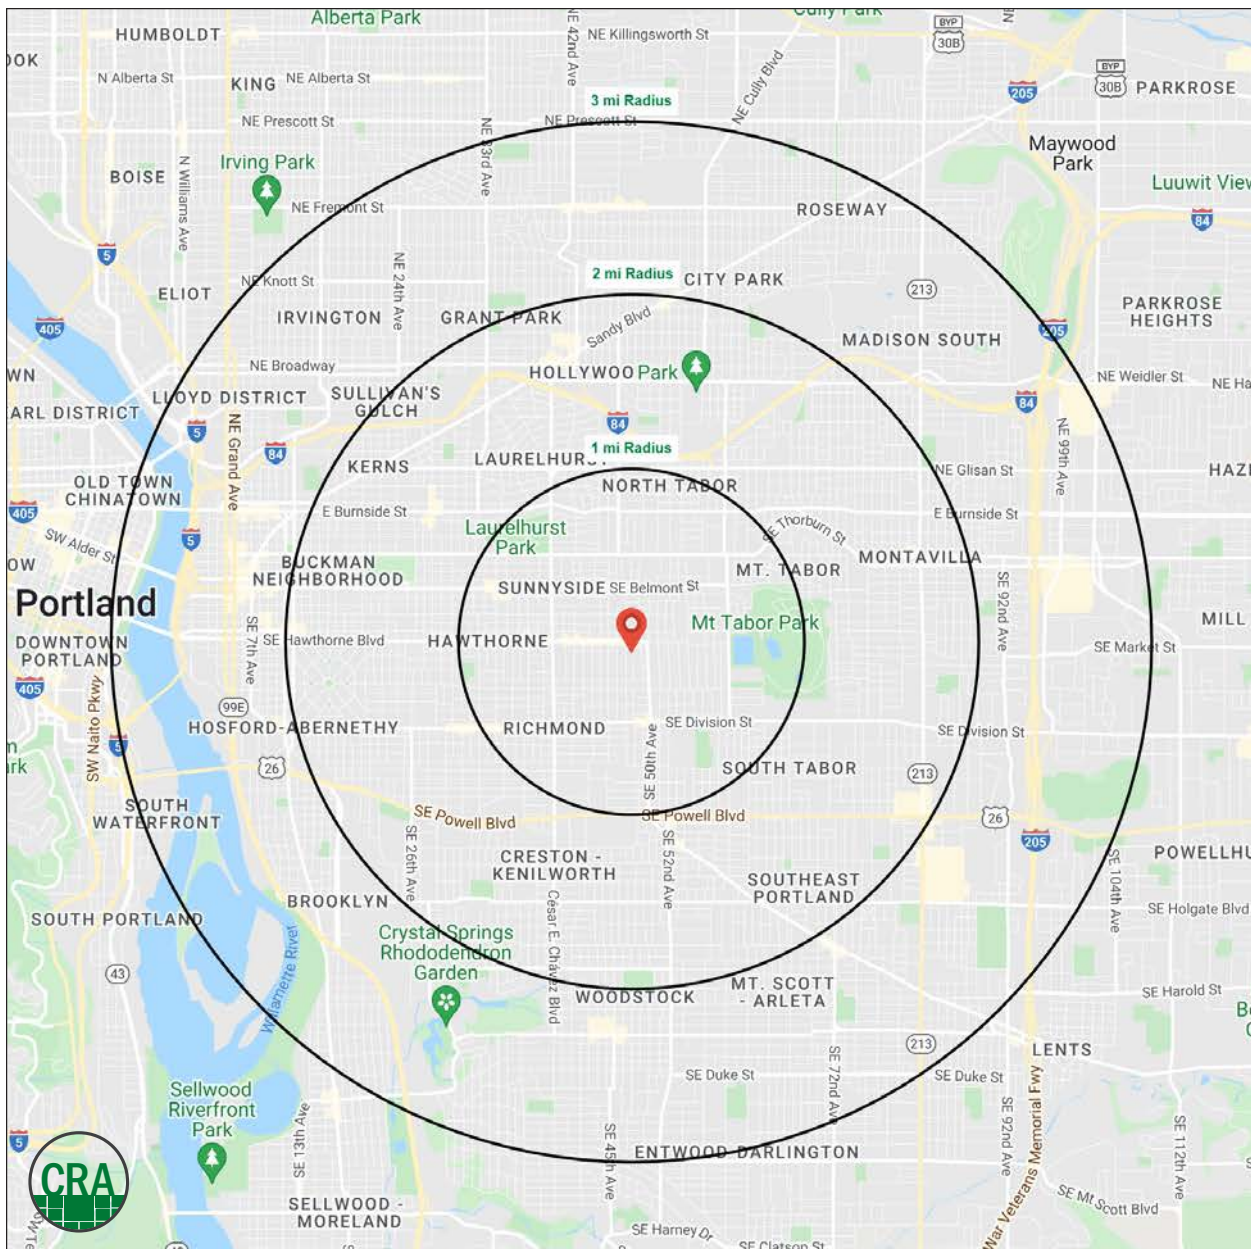 Alberta Park
Cully Park
HUMBOLDT
NE 42nd Ave
NE Killingsworth St
BYP
30B
N Alberta St
NE Alberta St
KING
NE Cully Blvd
BYP
30B
205
PARKROSE
3 mi Radius
NE Prescott St
NE Prescott St
NE 33rd Ave
Maywood
Park
Irving Park
BOISE
N Williams Ave
NE Fremont St
ROSEWAY
Luuwit View
84
5
NE Knott St
NE 24th Ave
2 mi Radius
CITY PARK
213
ELIOT
IRVINGTON
GRANT PARK
Sandy Blvd
PARKROSE
HEIGHTS
405
205
MADISON SOUTH
NE Broadway
HOLLYWOO
Park
NE Weidler St
NE Ha
WN
ARL DISTRICT
LLOYD DISTRICT
SULLIVAN'S
GULCH
84
84
5
NE Grand Ave
84
1 mi Radius
NE 99th Ave
KERNS
LAURELHURST
NORTH TABOR
NE Glisan St
HAZ
OLD TOWN
CHINATOWN
405
E Burnside St
E Burnside St
Laurelhurst
Park
SE Thorburn St
SW Alder St
5
BUCKMAN
NEIGHBORHOOD
MT. TABOR
MONTAVILLA
OW
SUNNYSIDE
SE Belmont St
Portland
SE 7th Ave
SE Hawthorne Blvd
HAWTHORNE
Mt Tabor Park
SE 92nd Ave
MILL
DOWNTOWN
PORTLAND
SE Market St
405
SW Naito Pkwy
99E
HOSFORD-ABERNETHY
RICHMOND
SE 50th Ave
SE Division St
SE Division St
5
ark
26
SOUTH TABOR
213
SOUTH
WATERFRONT
SE Powell Blvd
SE Powell Blvd
26
205
SE 26th Ave
CRESTON -
KENILWORTH
SE 52nd Ave
SE 104th Ave
POWELLHU
SOUTHEAST
PORTLAND
BROOKLYN
César E. Chávez Blvd
SE Holgate Blvd
SOUTH PORTLAND
Crystal Springs
Rhododendron
Garden
Willamette River
43
WOODSTOCK
MT. SCOTT
- ARLETA
SE Harold St
213
LENTS
SE Duke St
SE 72nd Ave
SE Duke St
Sellwood
Riverfront
Park
SE 13th Ave
SE 45th Ave
SE 92nd Ave
War Veterans Memorial Fwy
SE 112th Ave
5
ENTWOOD-DARLINGTON
CRA
SELLWOOD -
MORELAND
SE Mt Scott Blvd
SE Harney Dr
SE Clatsop St